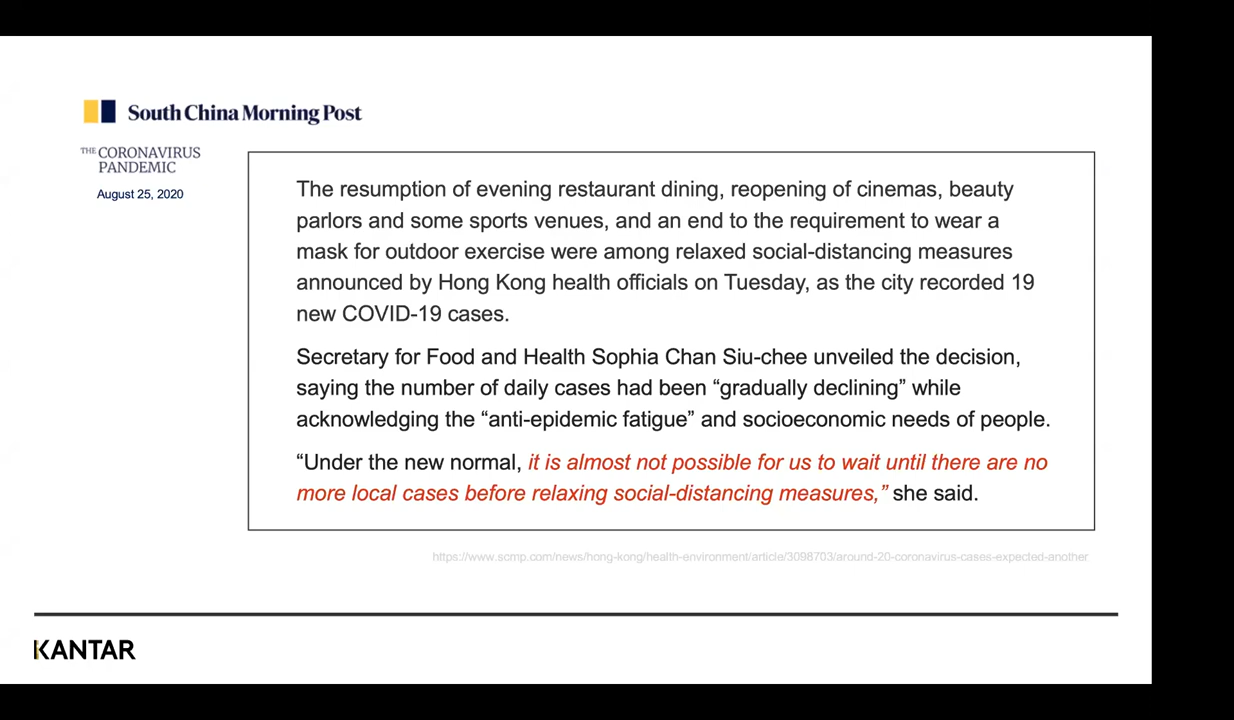 South China Morning Post
THE CORONAVIRUS
PANDEMIC
August 25, 2020
The resumption of evening restaurant dining, reopening of cinemas, beauty
parlors and some sports venues, and an end to the requirement to wear a
mask for outdoor exercise were among relaxed social-distancing measures
announced by Hong Kong health officials on Tuesday, as the city recorded 19
new COVID-19 cases.
Secretary for Food and Health Sophia Chan Siu-chee unveiled the decision,
saying the number of daily cases had been “gradually declining” while
acknowledging the “anti-epidemic fatigue” and socioeconomic needs of people.
“Under the new normal, it is almost not possible for us to wait until there are no
more local cases before relaxing social-distancing measures,” she said.
https://www.scmp.com/news/hong-kong/health-environment/article/3098703/around-20-coronavirus-cases-expected-another
KANTAR